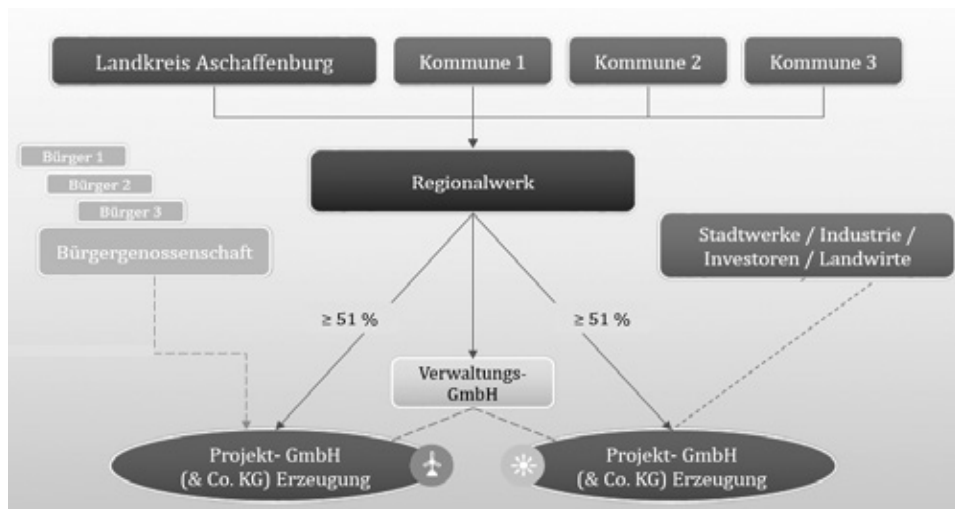 Landkreis Aschaffenburg
Kommune 1
Kommune 2
Kommune 3
Bürger 1
Bürger 2
Bürger 3
Bürgergenossenschaft
Regionalwerk
Stadtwerke / Industrie /
Investoren / Landwirte
≥ 51 %
≥ 51 %
Verwaltungs-
GmbH
Projekt- GmbH
(& Co. KG) Erzeugung
Projekt- GmbH
(& Co. KG) Erzeugung